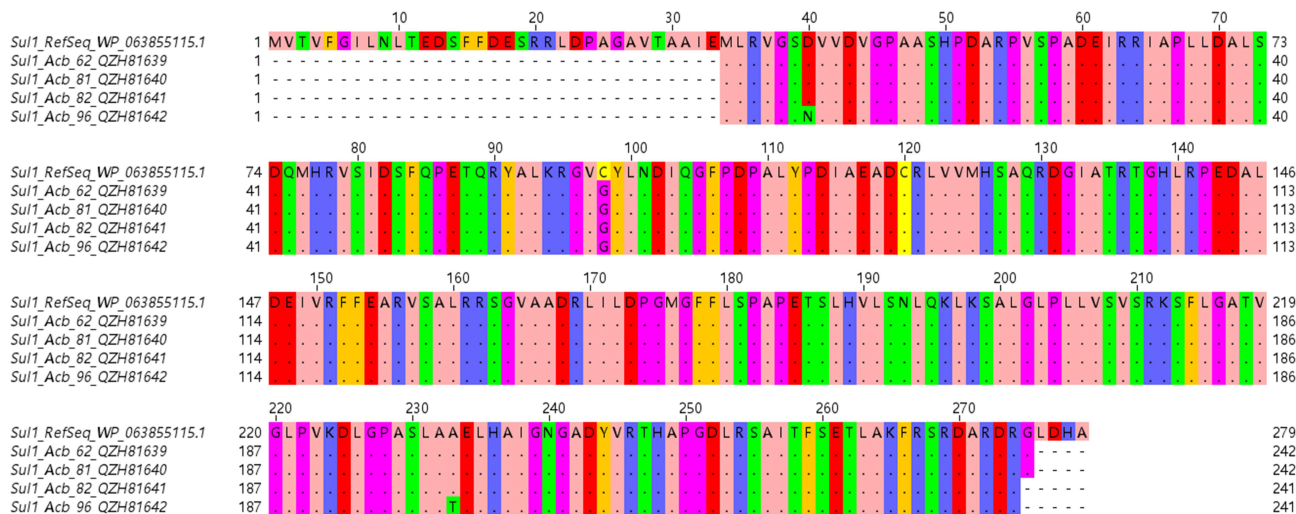 10 20 30 40 50 60 70
Sul1_RefSeq_WP_063855115.1 1 MVTVFGILNLTEDSFFDESRRLDPAGAVTAAIEMLRVGSDVVDVGPAASHPDARPVSPADEIRRIAPLLDALS 73
Sul1_Acb_62_QZH81639 1 ---------------------------------........................................ 40
Sul1_Acb_81_QZH81640 1 ---------------------------------........................................ 40
Sul1_Acb_82_QZH81641 1 ---------------------------------........................................ 40
Sul1_Acb_96_QZH81642 1 ---------------------------------......N................................. 40
80 90 100 110 120 130 140
Sul1_RefSeq_WP_063855115.1 74 DQMHRVSIDSFQPETQRYALKRGVCYLNDIQGFPDPALYPDIAEADCRLVVMHSAQRDGIATRTGHLRPEDAL 146
Sul1_Acb_62_QZH81639 41 ........................G................................................ 113
Sul1_Acb_81_QZH81640 41 ........................G................................................ 113
Sul1_Acb_82_QZH81641 41 ........................G................................................ 113
Sul1_Acb_96_QZH81642 41 ........................G................................................ 113
150 160 170 180 190 200 210
Sul1_RefSeq_WP_063855115.1 147 DEIVRFFEARVSALRRSGVAADRLILDPGMGFFLSPAPETSLHVLSNLQKLKSALGLPLLVSVSRKSFLGATV 219
Sul1_Acb_62_QZH81639 114 ......................................................................... 186
Sul1_Acb_81_QZH81640 114 ......................................................................... 186
Sul1_Acb_82_QZH81641 114 ......................................................................... 186
Sul1_Acb_96_QZH81642 114 ......................................................................... 186
220 230 240 250 260 270
Sul1_RefSeq_WP_063855115.1 220 GLPVKDLGPASLAAELHAIGNGADYVRTHAPGDLRSAITFSETLAKFRSRDARDRGLDHA 279
Sul1_Acb_62_QZH81639 187 ........................................................---- 242
Sul1_Acb_81_QZH81640 187 ........................................................---- 242
Sul1_Acb_82_QZH81641 187 .......................................................----- 241
Sul1_Acb_96_QZH81642 187 .............T.........................................----- 241